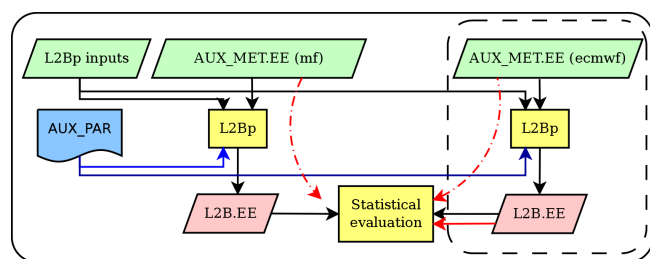 L2Bp inputs
AUX_MET.EE (mf)
AUX_MET.EE (ecmwf)
AUX_PAR
L2Bp
L2Bp
L2B.EE
Statistical
evaluation
L2B.EE